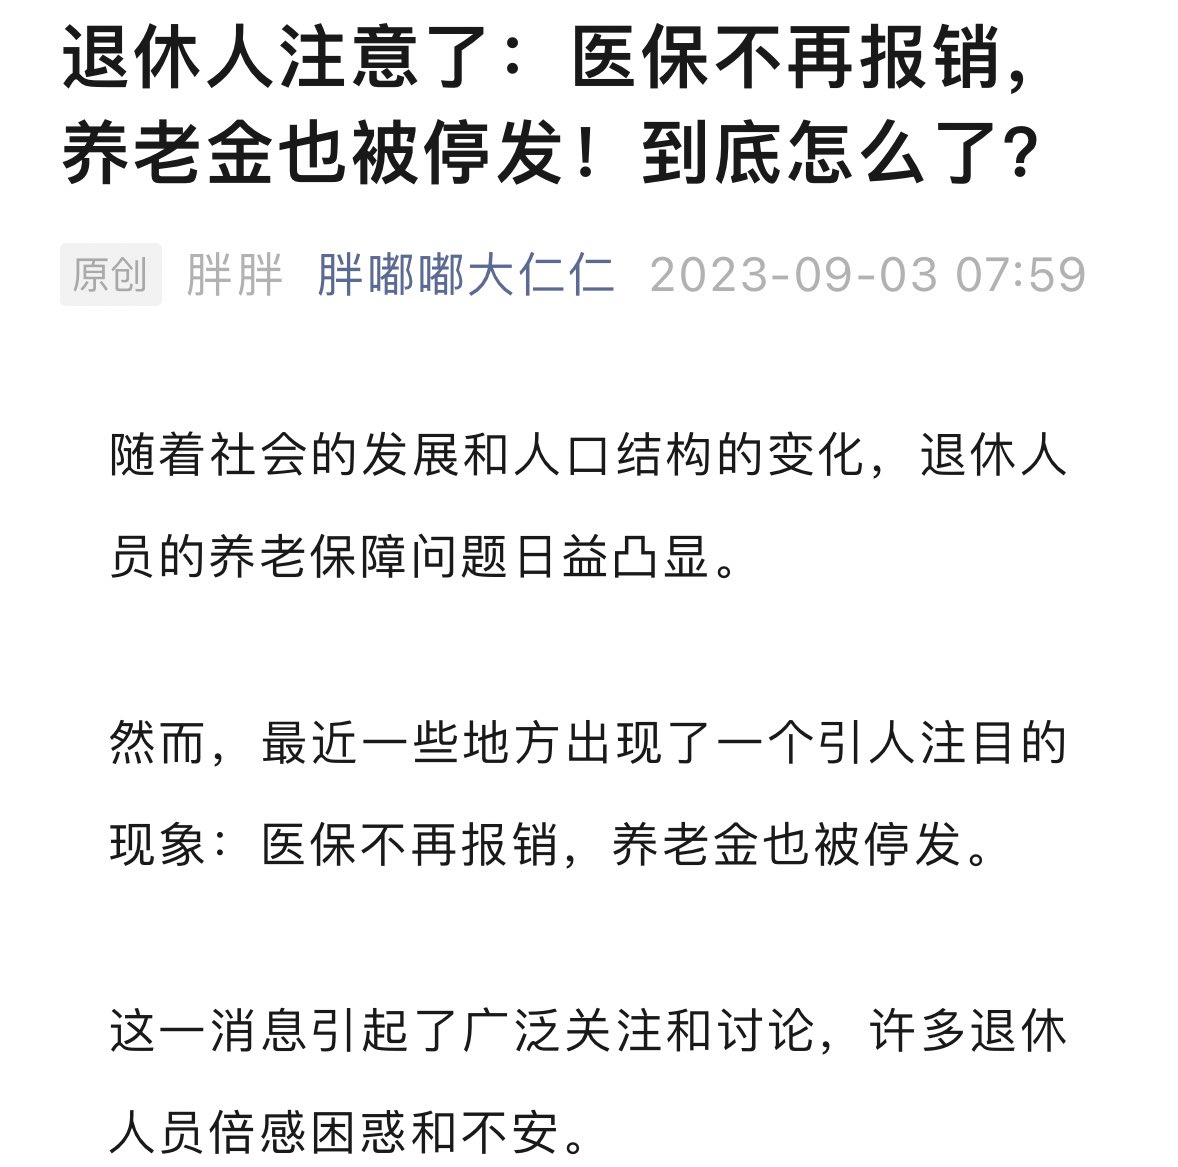 退休人注意了：医保不再报销，
养老金也被停发！到底怎么了？
原创 胖胖 胖嘟嘟大仁仁 2023-09-03 07:59
随着社会的发展和人口结构的变化，退休人
员的养老保障问题日益凸显。
然而，最近一些地方出现了一个引人注目的
现象：医保不再报销，养老金也被停发。
这一消息引起了广泛关注和讨论，许多退休
人员倍感困惑和不安。